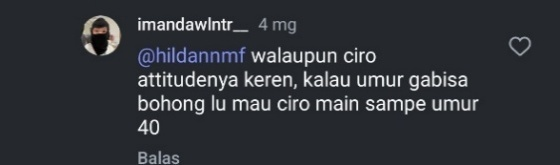 imandawlntr__ 4 mg
@hildannmf walaupun ciro
attitudenya keren, kalau umur gabisa
bohong lu mau ciro main sampe umur
40
Balas